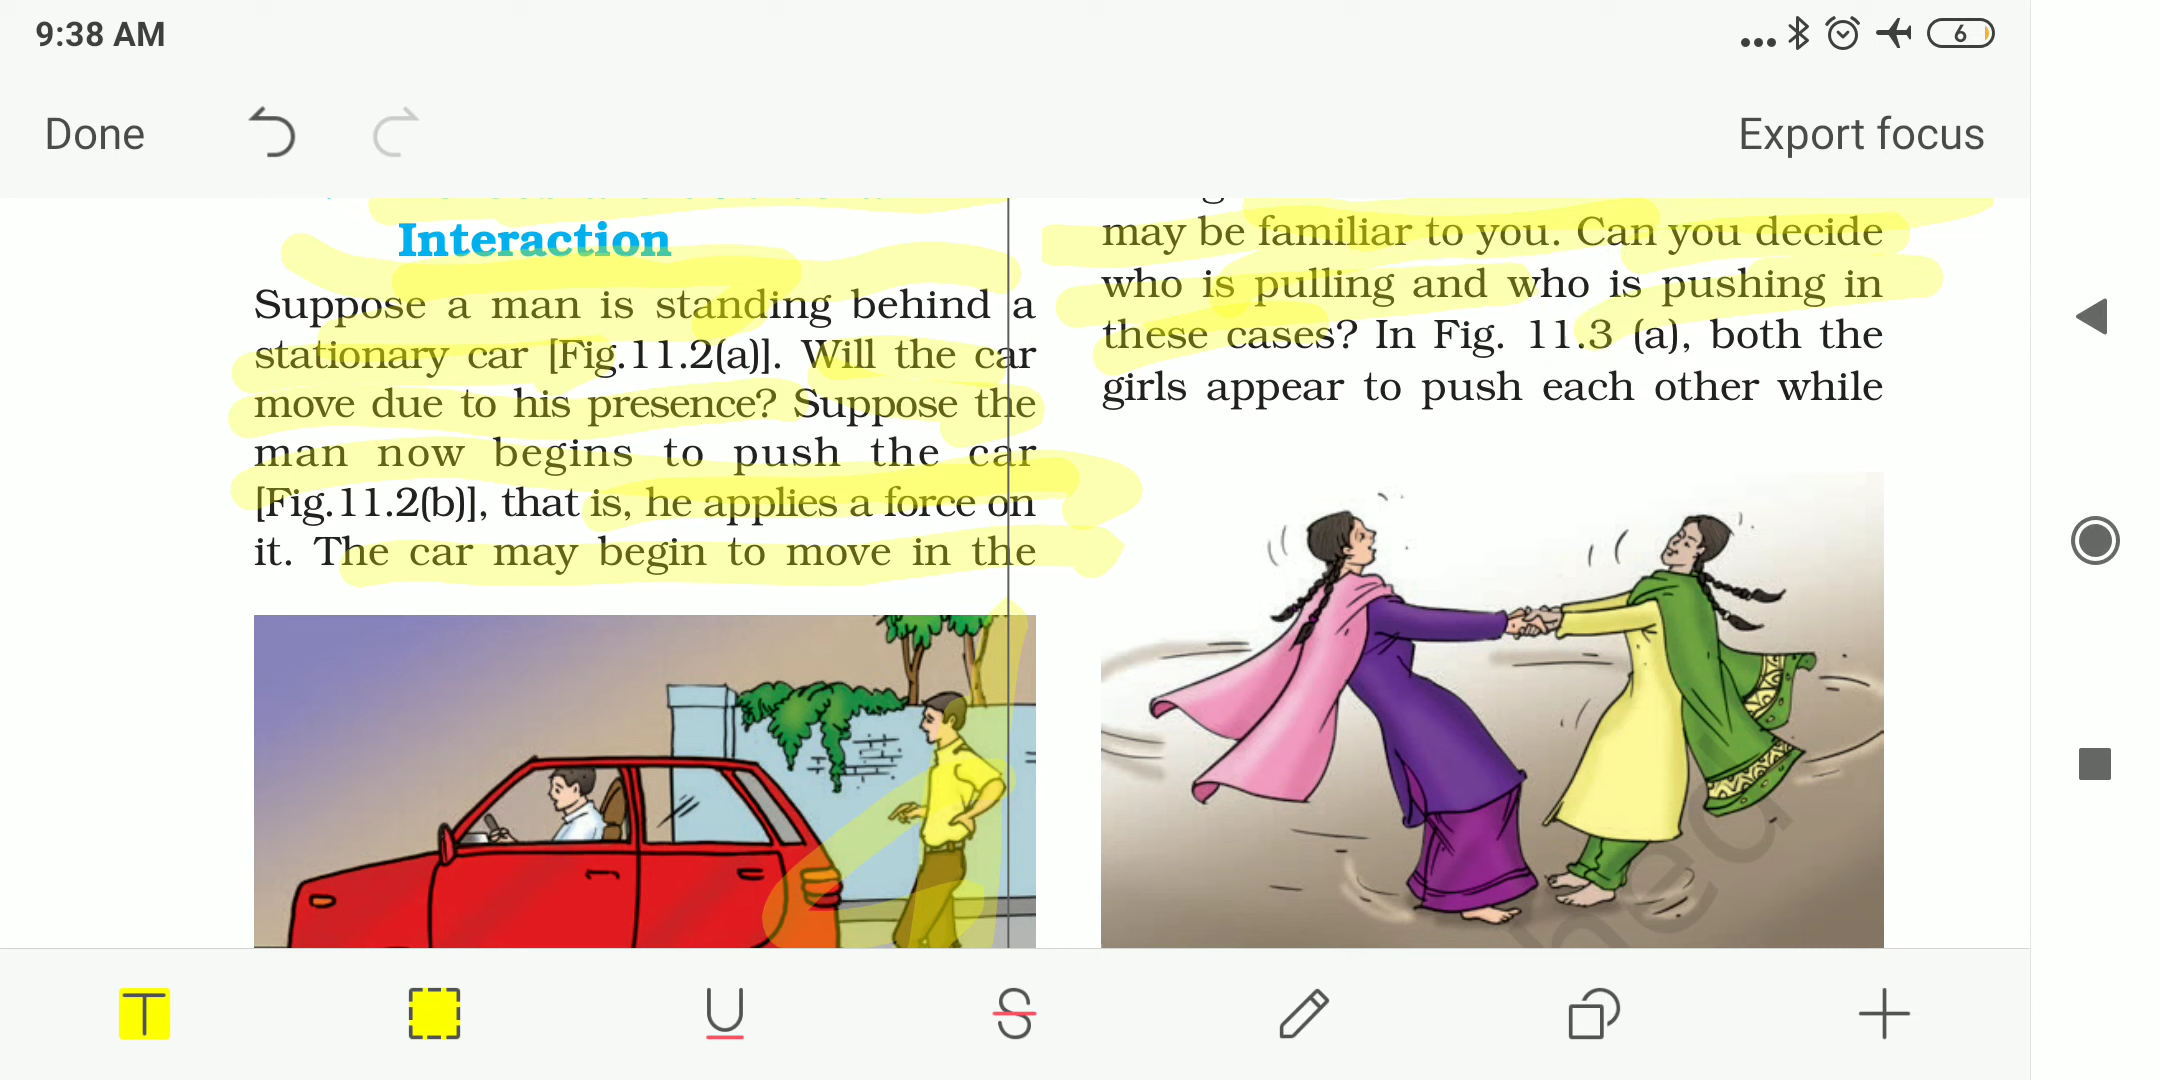 9:38 AM
6
Done
Export focus
Interaction
Suppose a man is standing behind a
stationary car [Fig.11.2(a)]. Will the car
move due to his presence? Suppose the
man now begins to push the car
[Fig.11.2(b)], that is, he applies a force on
it. The car may begin to move in the
may be familiar to you. Can you decide
who is pulling and who is pushing in
these cases? In Fig. 11.3 (a), both the
girls appear to push each other while
hed
T
U
S